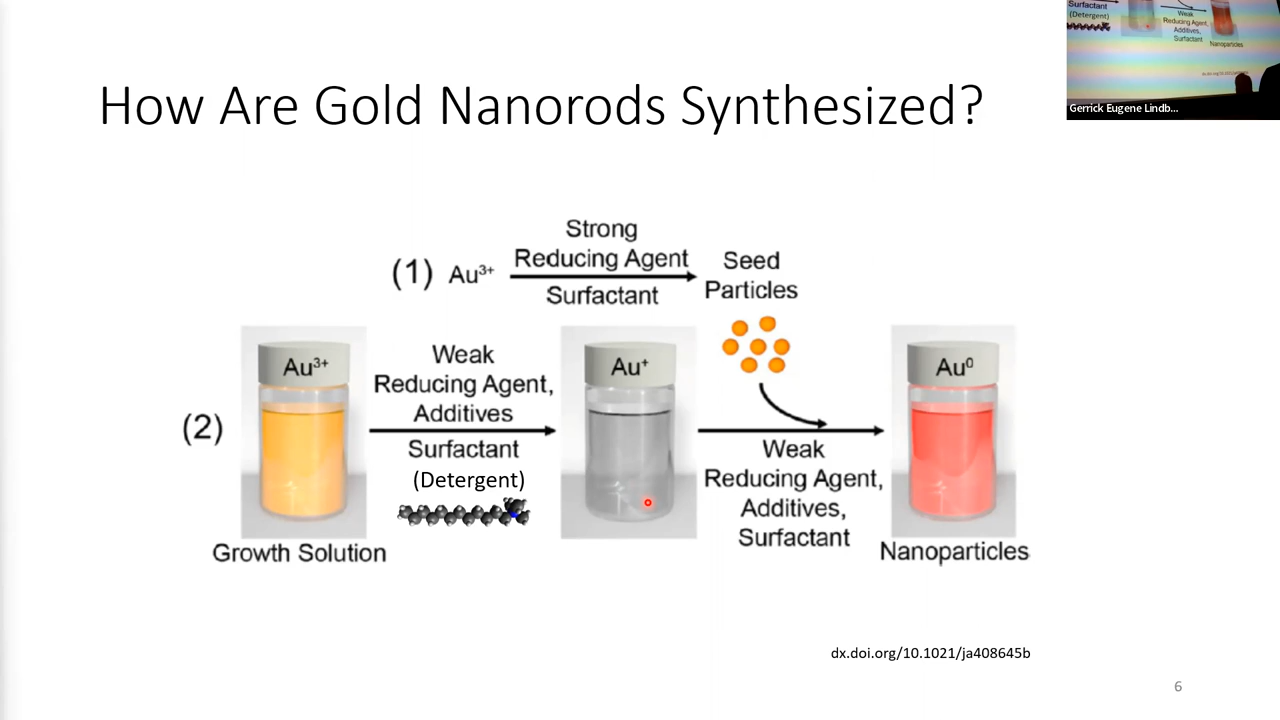 How Are Gold Nanorods Synthesized?
Surfactant
(Detergent)
Weak
Reducing Agent,
Additives,
Surfactant
Nanoparticles
Gerrick Eugene Lindb...
(1) Au³⁺
Strong
Reducing Agent
Surfactant
Seed
Particles
(2)
Au³⁺
Growth Solution
Weak
Reducing Agent,
Additives
Surfactant
(Detergent)
Au⁺
Weak
Reducing Agent,
Additives,
Surfactant
Au⁰
Nanoparticles
dx.doi.org/10.1021/ja408645b
6